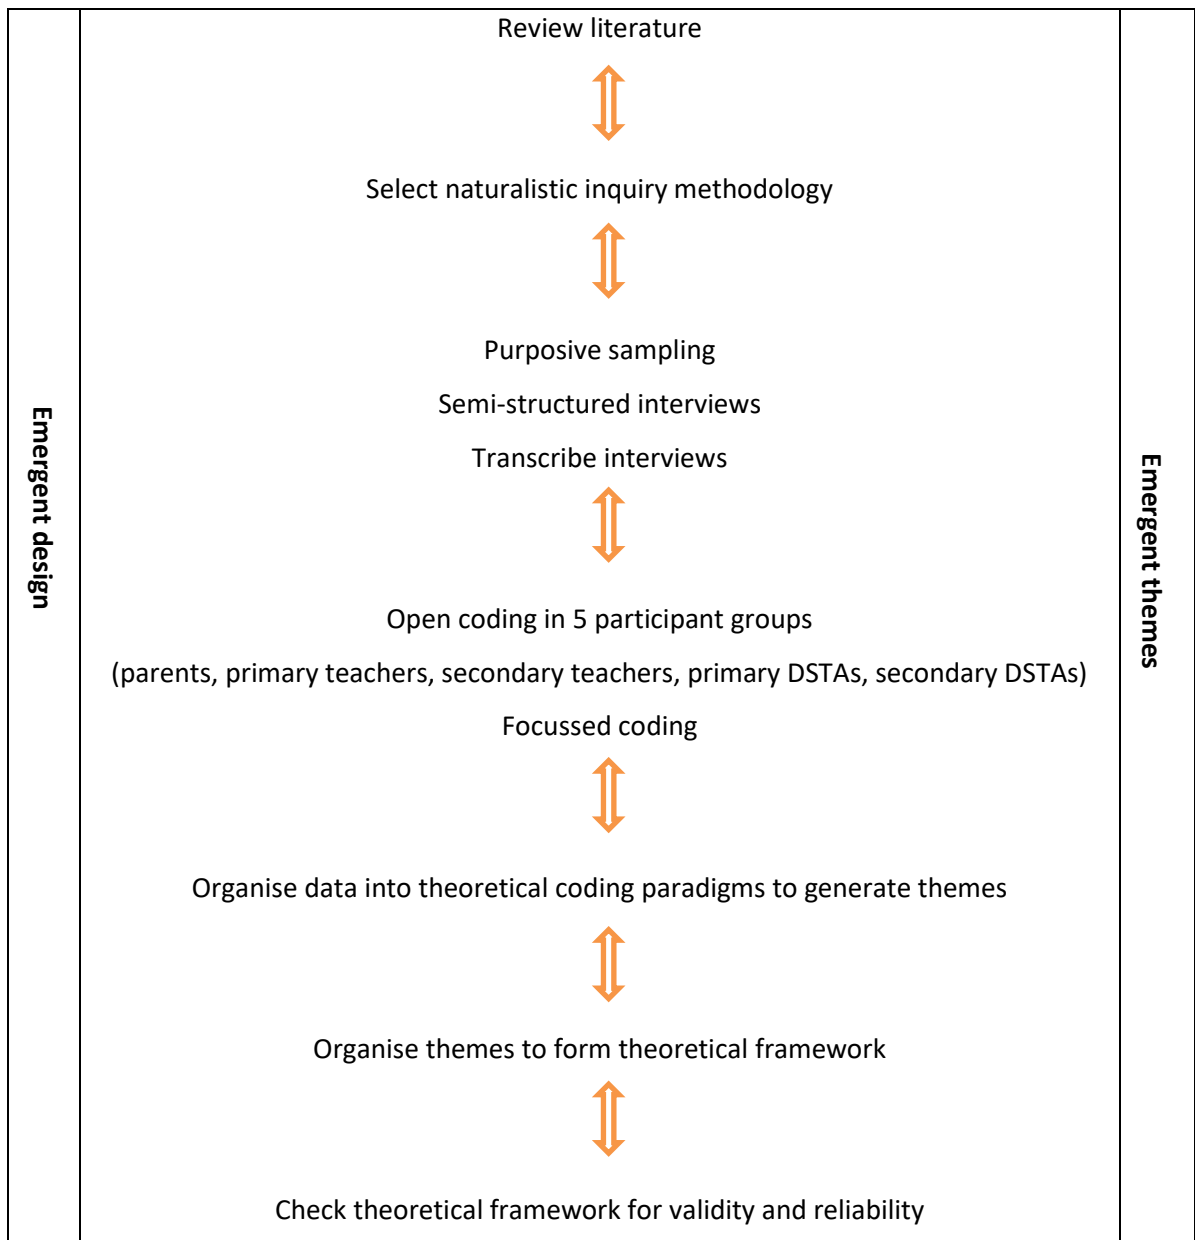 Review literature
Select naturalistic inquiry methodology
Purposive sampling
Semi-structured interviews
Transcribe interviews
Emergent design
Emergent themes
Open coding in 5 participant groups
(parents, primary teachers, secondary teachers, primary DSTAs, secondary DSTAs)
Focussed coding
Organise data into theoretical coding paradigms to generate themes
Organise themes to form theoretical framework
Check theoretical framework for validity and reliability